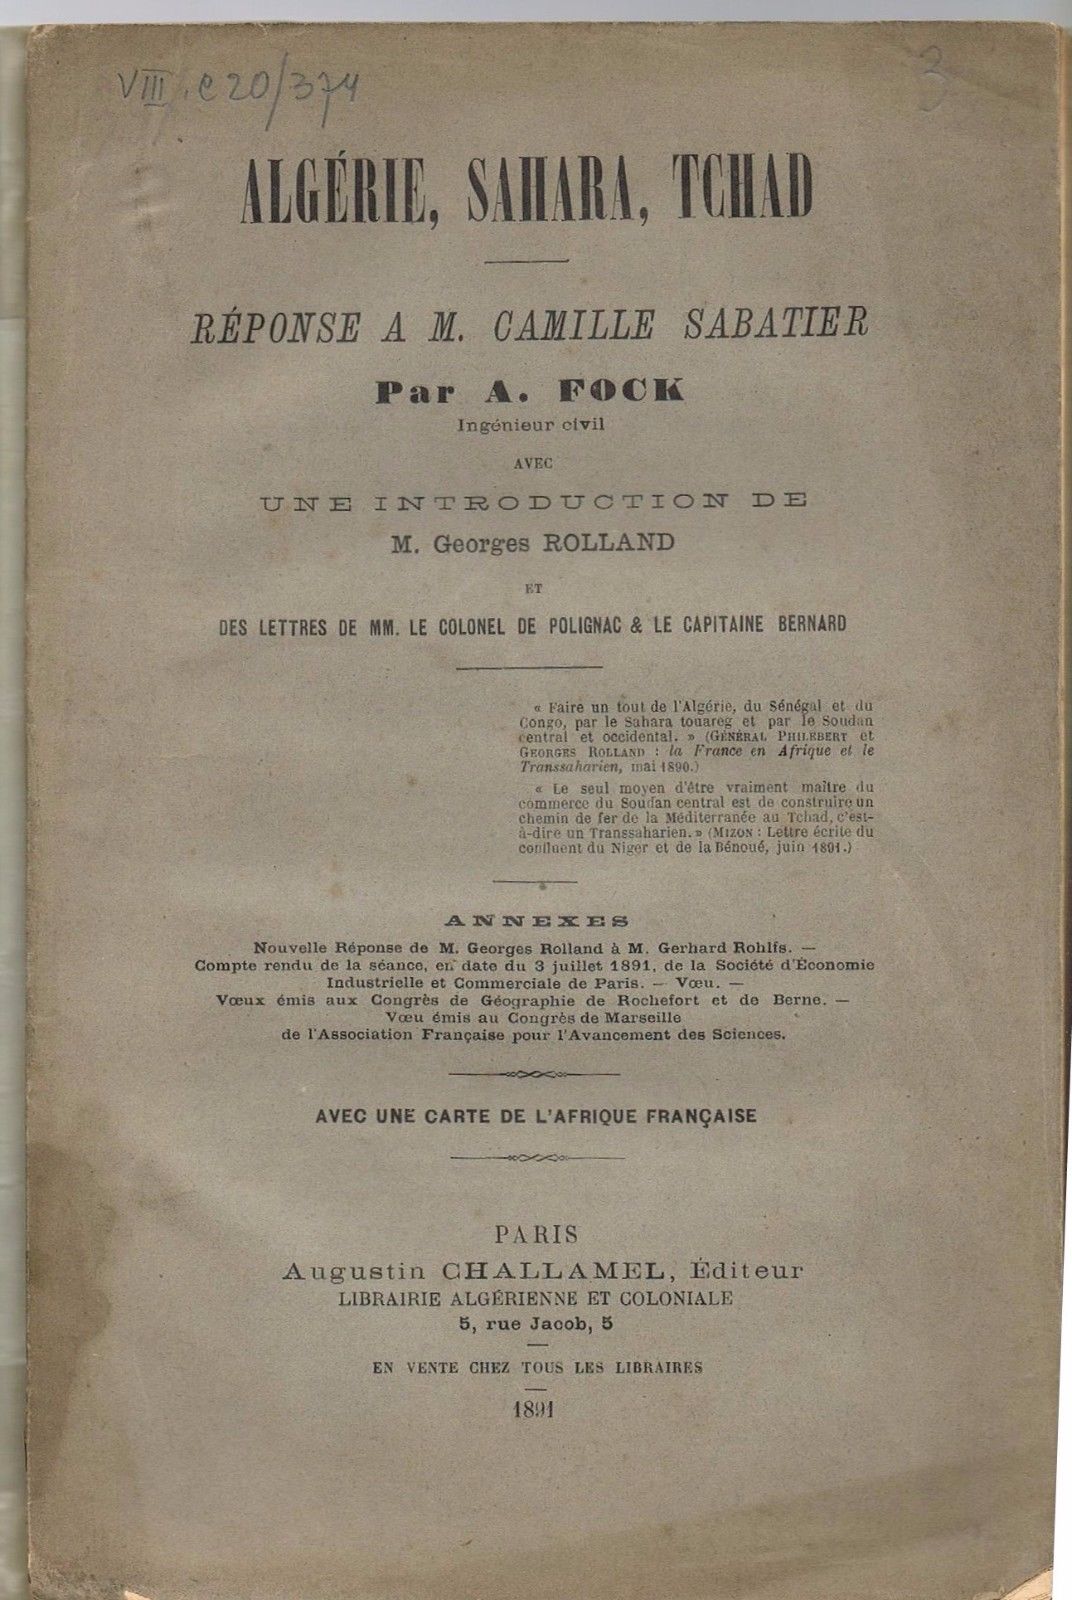 VIII. C 20/374
3
ALGÉRIE, SAHARA, TCHAD
RÉPONSE A M. CAMILLE SABATIER
Par A. FOCK
Ingénieur civil
AVEC
UNE INTRODUCTION DE
M. Georges ROLLAND
ET
DES LETTRES DE MM. LE COLONEL DE POLIGNAC & LE CAPITAINE BERNARD
« Faire un tout de l'Algérie, du Sénégal et du
Congo, par le Sahara touareg et par le Soudan
central et occidental. » (GÉNÉRAL PHILEBERT et
GEORGES ROLLAND : la France en Afrique et le
Transsaharien, mai 1890.)
« Le seul moyen d'être vraiment maître du
commerce du Soudan central est de construire un
chemin de fer de la Méditerranée au Tchad, c'est-
à-dire un Transsaharien. » (MIZON : Lettre écrite du
confluent du Niger et de la Bénoué, juin 1891.)
ANNEXES
Nouvelle Réponse de M. Georges Rolland à M. Gerhard Rohlfs. —
Compte rendu de la séance, en date du 3 juillet 1891, de la Société d'Économie
Industrielle et Commerciale de Paris. — Vœu. —
Vœux émis aux Congrès de Géographie de Rochefort et de Berne. —
Vœu émis au Congrès de Marseille
de l'Association Française pour l'Avancement des Sciences.
AVEC UNE CARTE DE L'AFRIQUE FRANÇAISE
PARIS
Augustin CHALLAMEL, Éditeur
LIBRAIRIE ALGÉRIENNE ET COLONIALE
5, rue Jacob, 5
EN VENTE CHEZ TOUS LES LIBRAIRES
1891